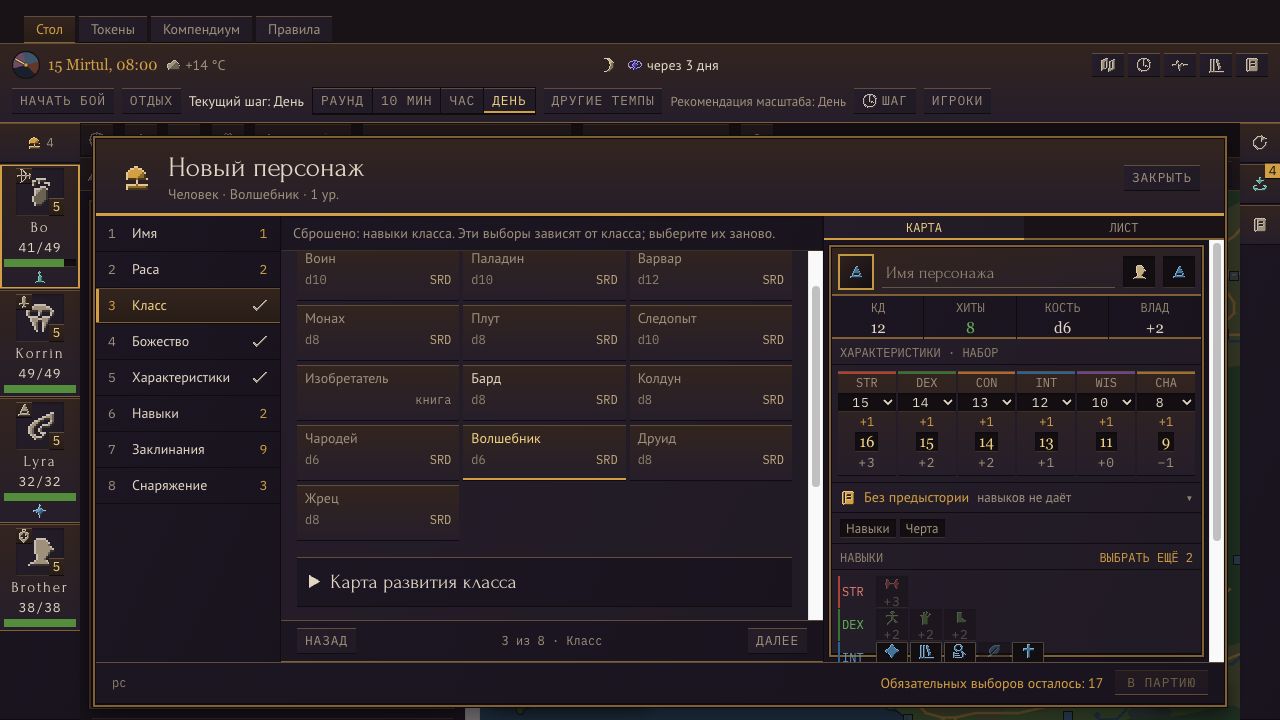 Стол Токены Компендиум Правила
15 Mirtul, 08:00 +14 °C через 3 дня
НАЧАТЬ БОЙ ОТДЫХ Текущий шаг: День РАУНД 10 МИН ЧАС ДЕНЬ ДРУГИЕ ТЕМПЫ Рекомендация масштаба: День ШАГ ИГРОКИ
4
5
Bo
41/49
5
Korrin
49/49
5
Lyra
32/32
5
Brother
38/38
4
Новый персонаж
Человек · Волшебник · 1 ур.
ЗАКРЫТЬ
1 Имя 1
2 Раса 2
3 Класс
4 Божество
5 Характеристики
6 Навыки 2
7 Заклинания 9
8 Снаряжение 3
Сброшено: навыки класса. Эти выборы зависят от класса; выберите их заново.
Воин Паладин Варвар
d10 SRD d10 SRD d12 SRD
Монах Плут Следопыт
d8 SRD d8 SRD d10 SRD
Изобретатель Бард Колдун
книга d8 SRD d8 SRD
Чародей Волшебник Друид
d6 SRD d6 SRD d8 SRD
Жрец
d8 SRD
Карта развития класса
НАЗАД 3 из 8 · Класс ДАЛЕЕ
КАРТА ЛИСТ
Имя персонажа
КД ХИТЫ КОСТЬ ВЛАД
12 8 d6 +2
ХАРАКТЕРИСТИКИ · НАБОР
STR DEX CON INT WIS CHA
15 14 13 12 10 8
+1 +1 +1 +1 +1 +1
16 15 14 13 11 9
+3 +2 +2 +1 +0 −1
Без предыстории навыков не даёт
Навыки Черта
НАВЫКИ ВЫБРАТЬ ЕЩЁ 2
STR
+3
DEX
+2 +2 +2
INT
pc Обязательных выборов осталось: 17 В ПАРТИЮ